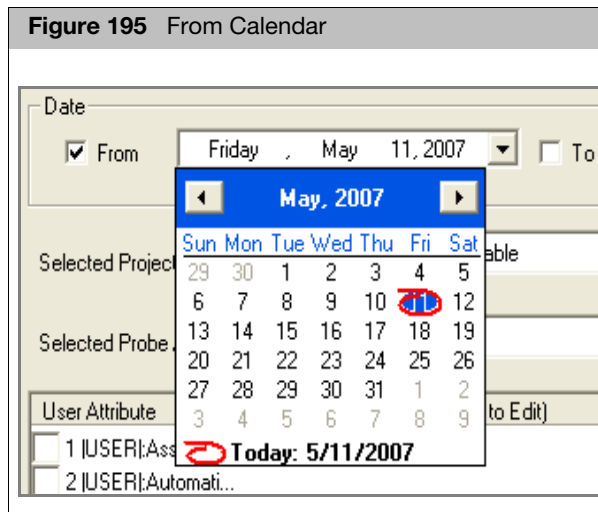 Figure 195 From Calendar
Date
From Friday , May 11, 2007 To
May, 2007
Sun Mon Tue Wed Thu Fri Sat
29 30 1 2 3 4 5
6 7 8 9 10 11 12
13 14 15 16 17 18 19
20 21 22 23 24 25 26
27 28 29 30 31 1 2
3 4 5 6 7 8 9
Today: 5/11/2007
Selected Project able
Selected Probe
User Attribute to Edit)
1 |USER|:Ass
2 |USER|:Automati...